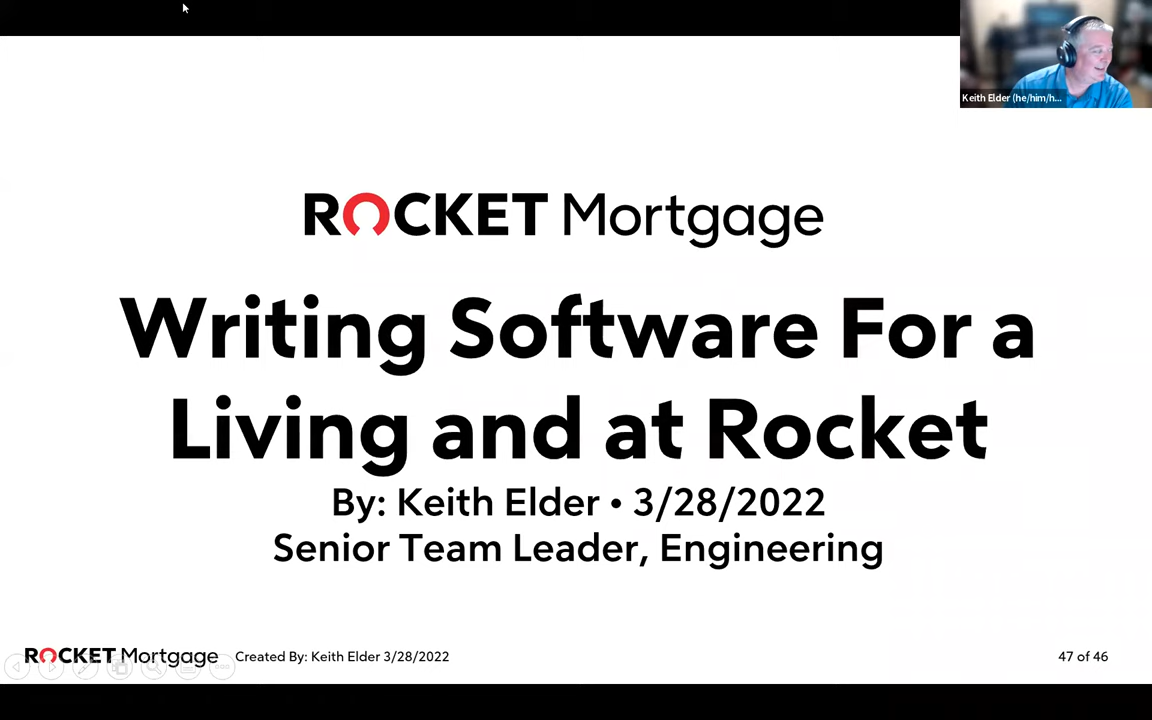 Keith Elder (he/him/h...
ROCKET Mortgage
Writing Software For a
Living and at Rocket
By: Keith Elder • 3/28/2022
Senior Team Leader, Engineering
ROCKET Mortgage Created By: Keith Elder 3/28/2022 47 of 46